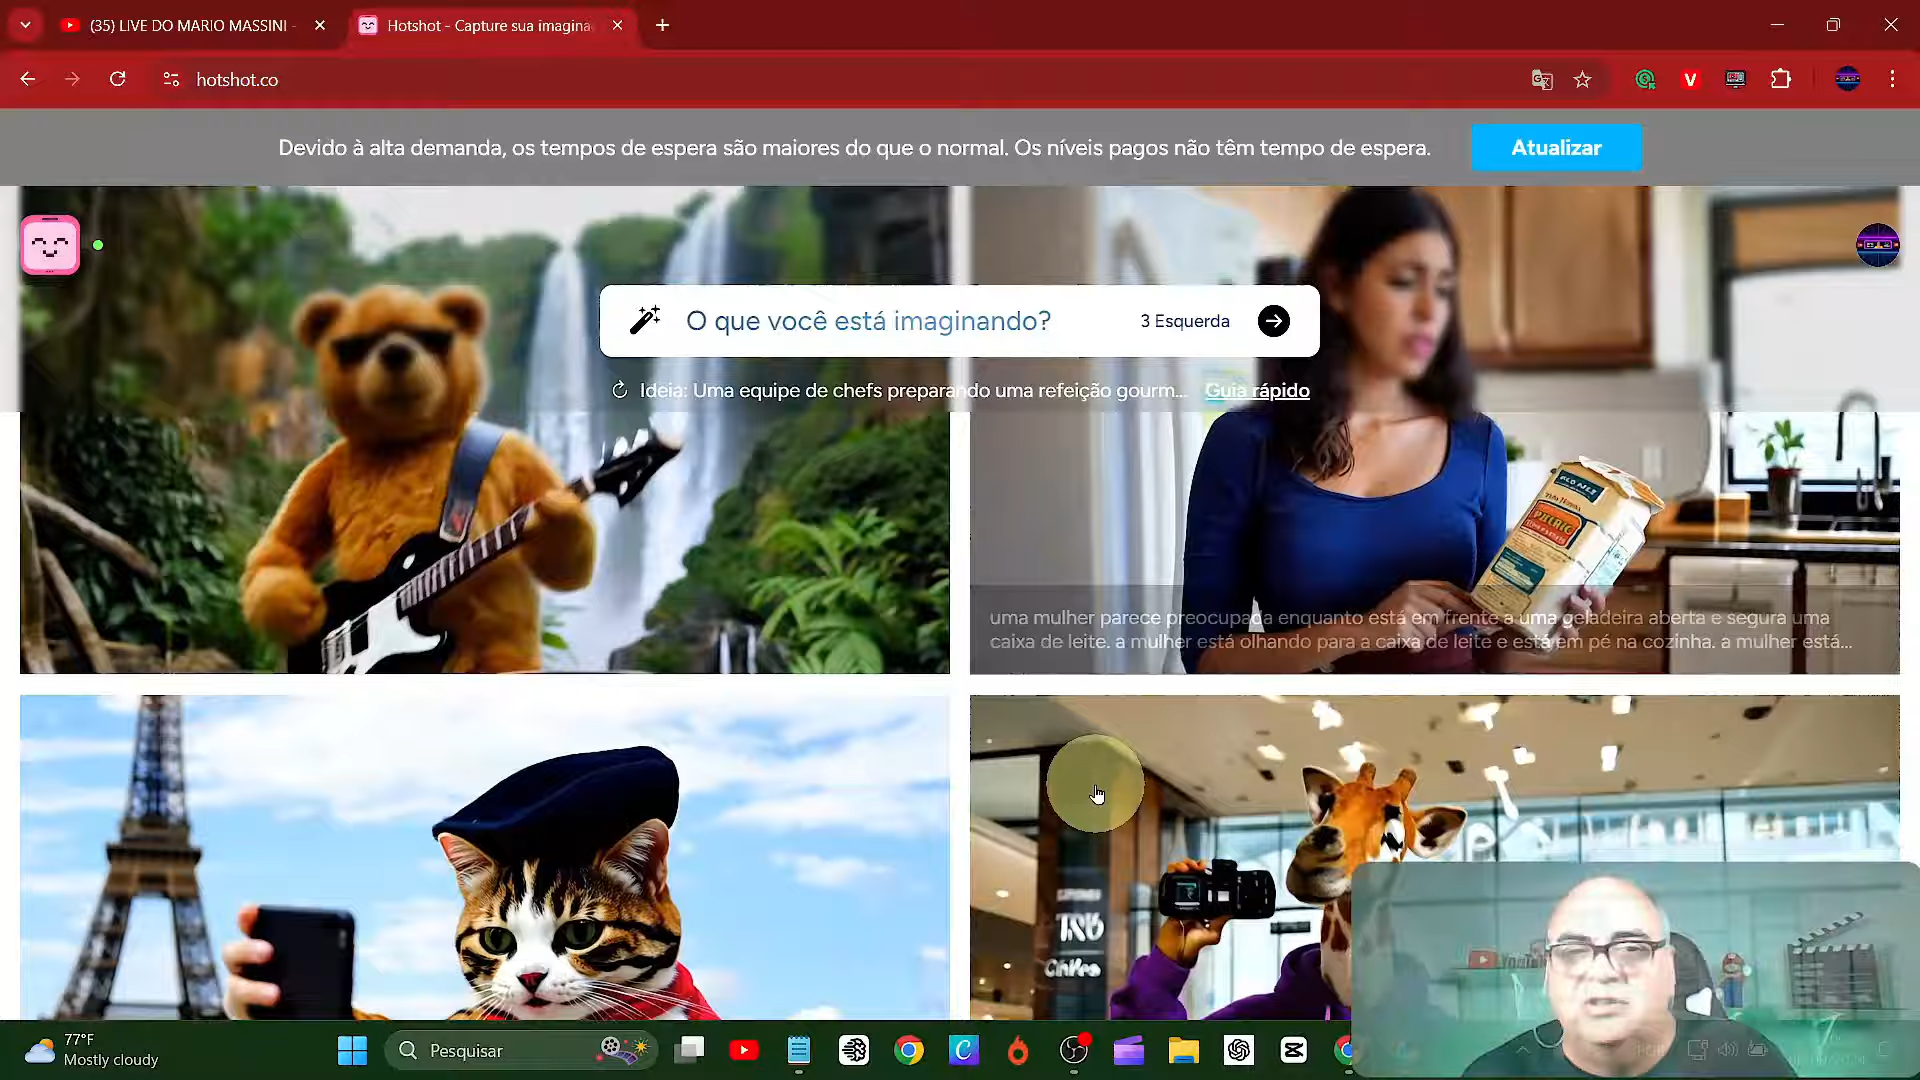 (35) LIVE DO MARIO MASSINI -
Hotshot - Capture sua imagina
hotshot.co
Devido à alta demanda, os tempos de espera são maiores do que o normal. Os níveis pagos não têm tempo de espera.
Atualizar
O que você está imaginando?
3 Esquerda
Ideia: Uma equipe de chefs preparando uma refeição gourm...
Guia rápido
uma mulher parece preocupada enquanto está em frente a uma geladeira aberta e segura uma
caixa de leite. a mulher está olhando para a caixa de leite e está em pé na cozinha. a mulher está...
77°F
Mostly cloudy
Pesquisar